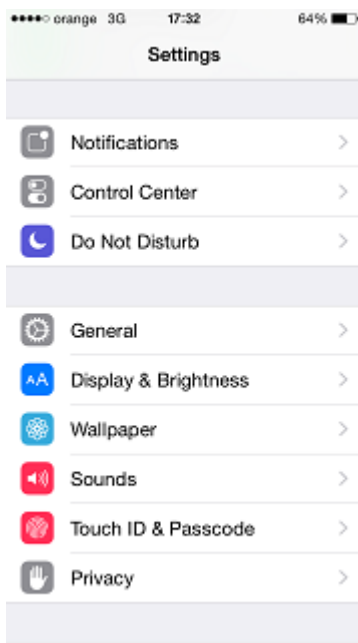 orange 3G 17:32 64%
Settings
Notifications
Control Center
Do Not Disturb
General
AA Display & Brightness
Wallpaper
Sounds
Touch ID & Passcode
Privacy